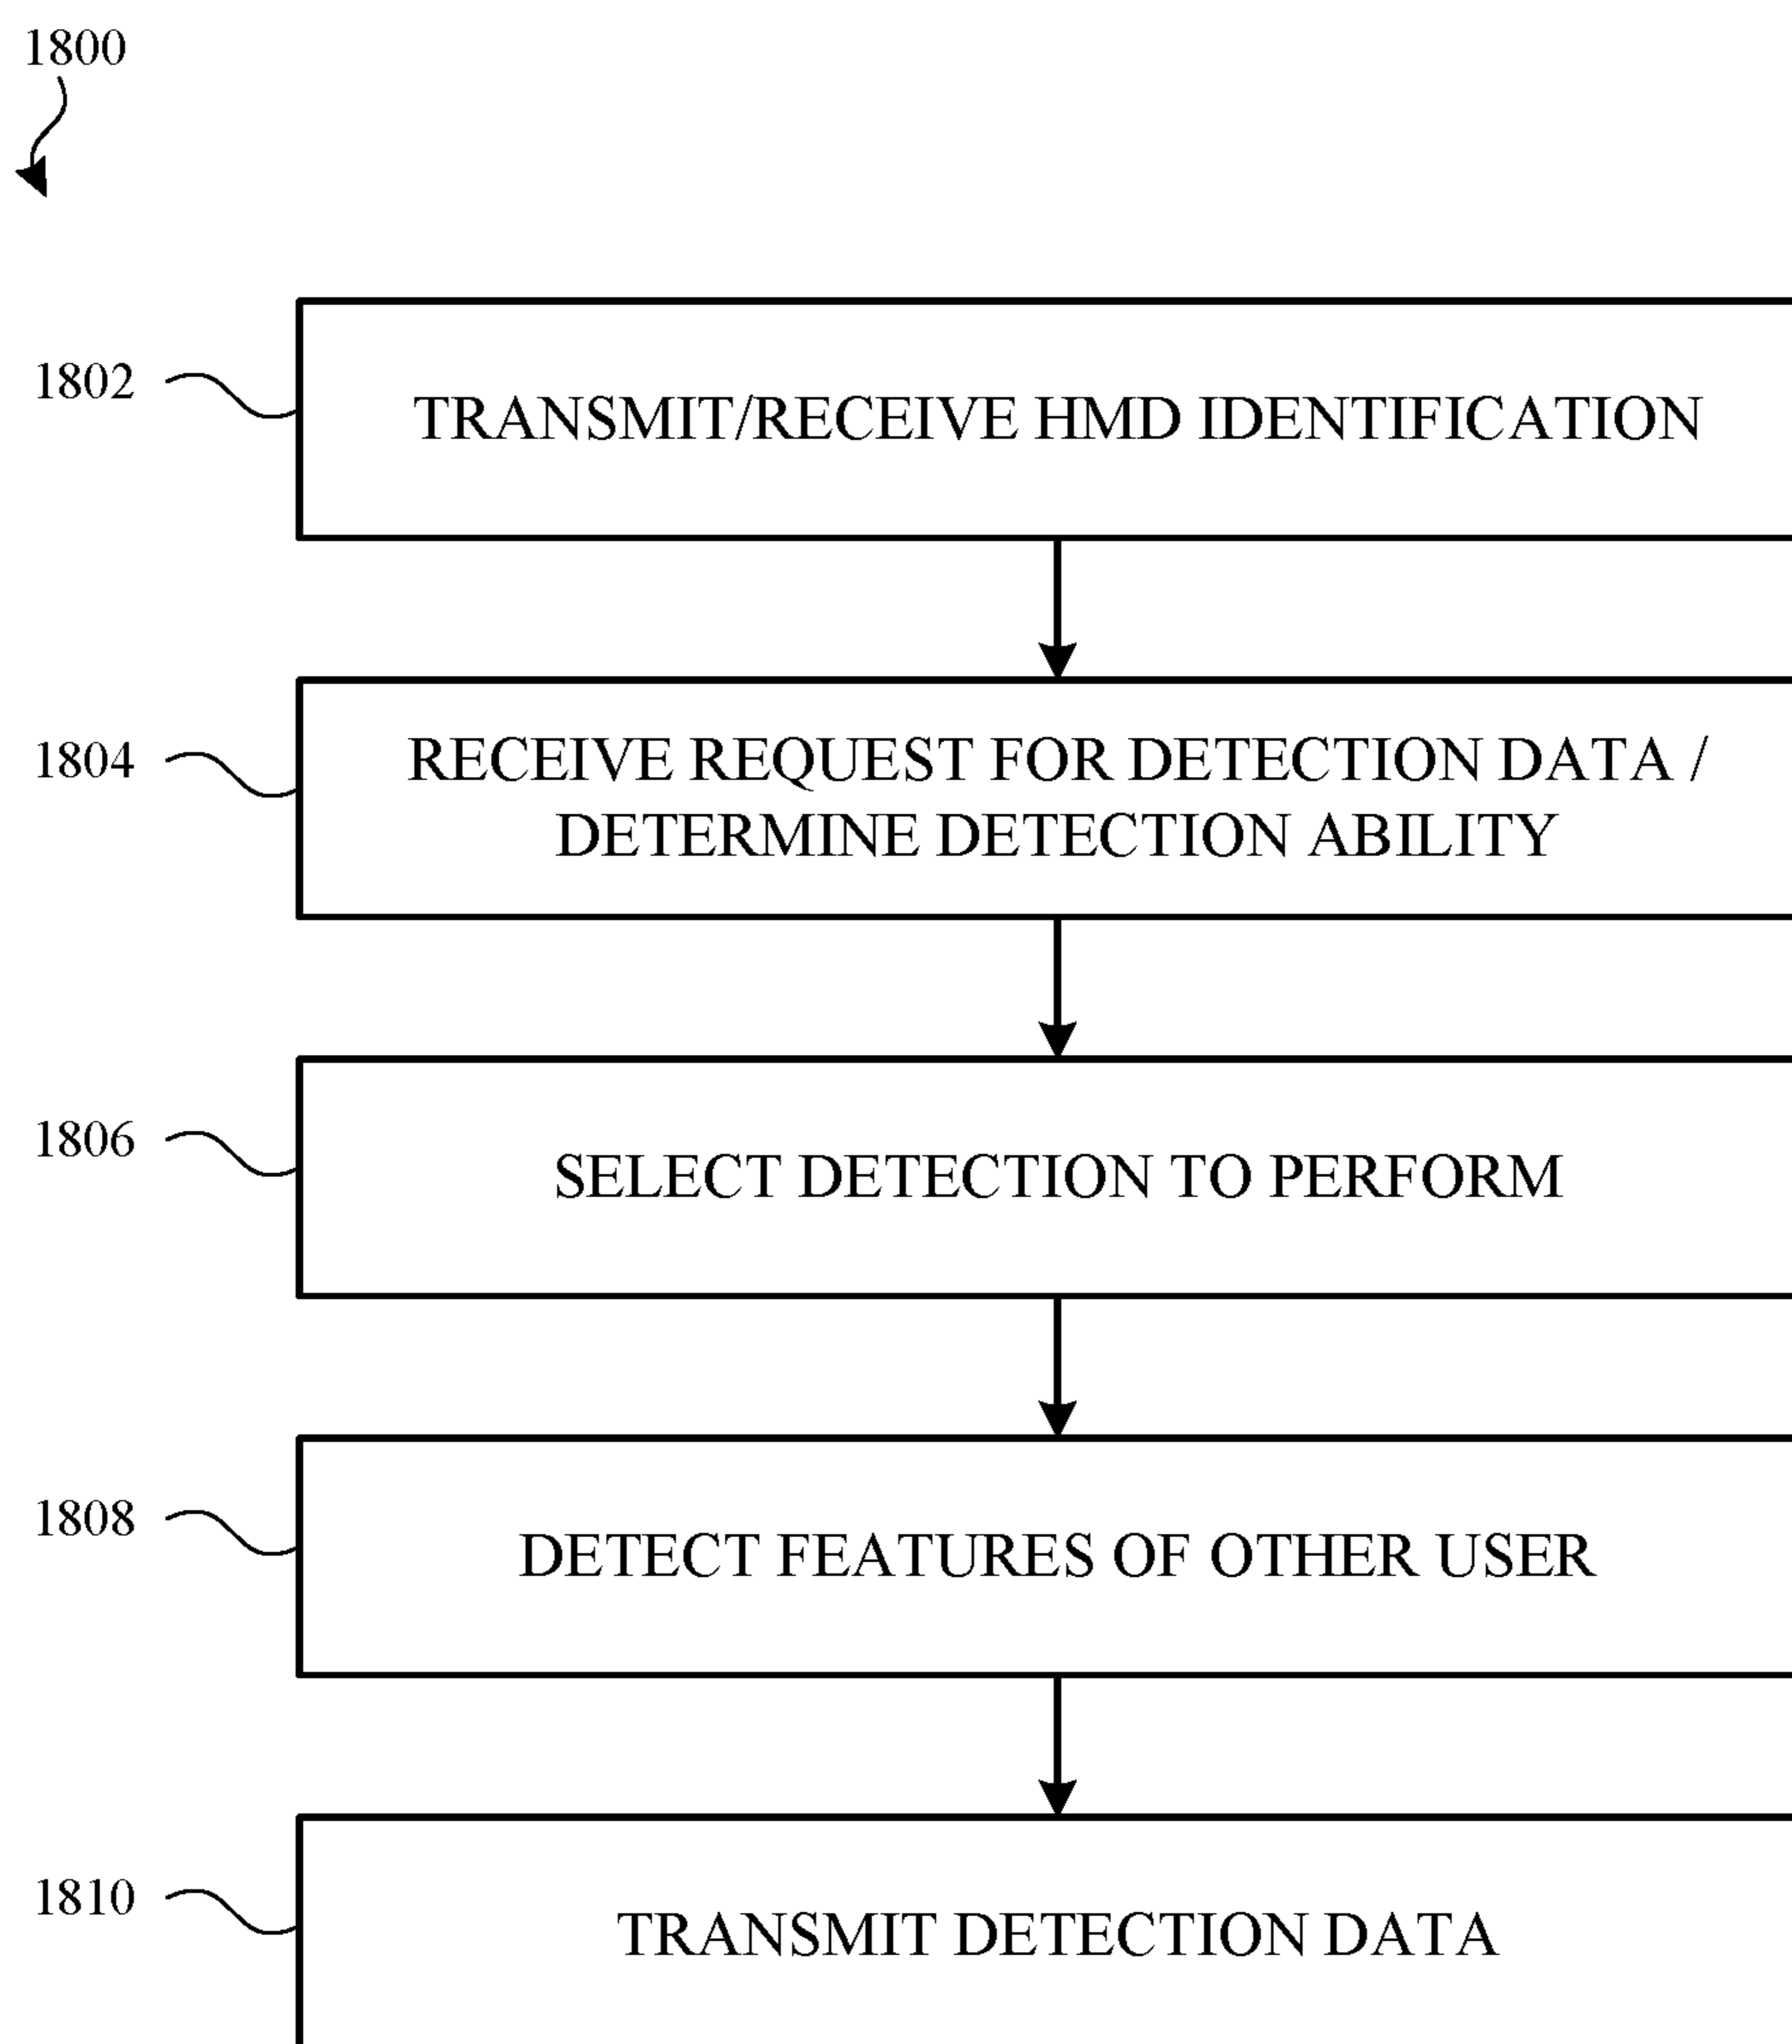 1800
1802
TRANSMIT/RECEIVE HMD IDENTIFICATION
1804
RECEIVE REQUEST FOR DETECTION DATA /
DETERMINE DETECTION ABILITY
1806
SELECT DETECTION TO PERFORM
1808
DETECT FEATURES OF OTHER USER
1810
TRANSMIT DETECTION DATA